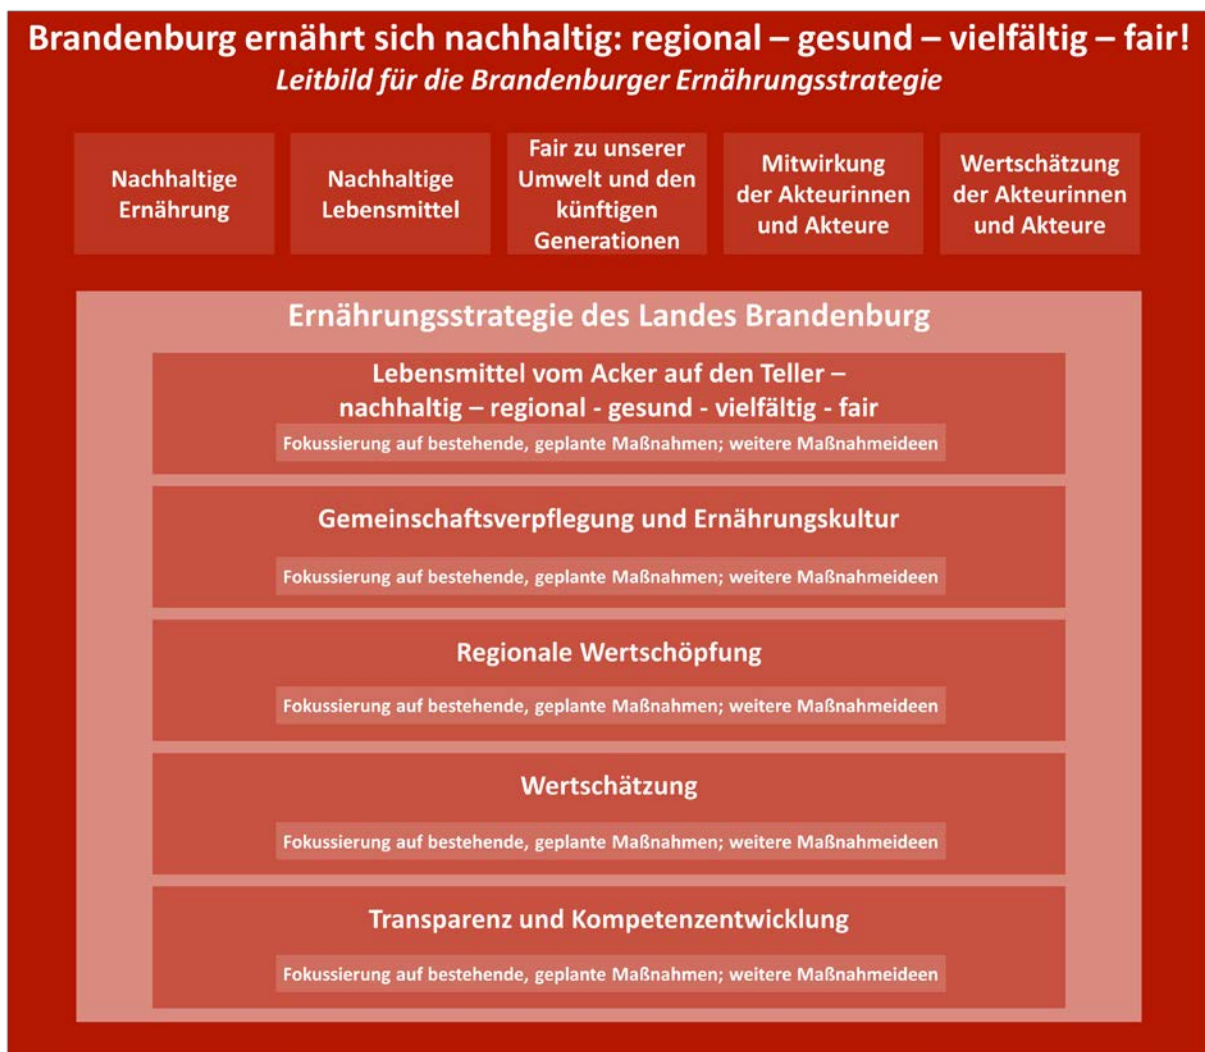 Brandenburg ernährt sich nachhaltig: regional – gesund – vielfältig – fair!
Leitbild für die Brandenburger Ernährungsstrategie
Nachhaltige
Ernährung
Nachhaltige
Lebensmittel
Fair zu unserer
Umwelt und den
künftigen
Generationen
Mitwirkung
der Akteurinnen
und Akteure
Wertschätzung
der Akteurinnen
und Akteure
Ernährungsstrategie des Landes Brandenburg
Lebensmittel vom Acker auf den Teller –
nachhaltig – regional - gesund - vielfältig - fair
Fokussierung auf bestehende, geplante Maßnahmen; weitere Maßnahmeideen
Gemeinschaftsverpflegung und Ernährungskultur
Fokussierung auf bestehende, geplante Maßnahmen; weitere Maßnahmeideen
Regionale Wertschöpfung
Fokussierung auf bestehende, geplante Maßnahmen; weitere Maßnahmeideen
Wertschätzung
Fokussierung auf bestehende, geplante Maßnahmen; weitere Maßnahmeideen
Transparenz und Kompetenzentwicklung
Fokussierung auf bestehende, geplante Maßnahmen; weitere Maßnahmeideen